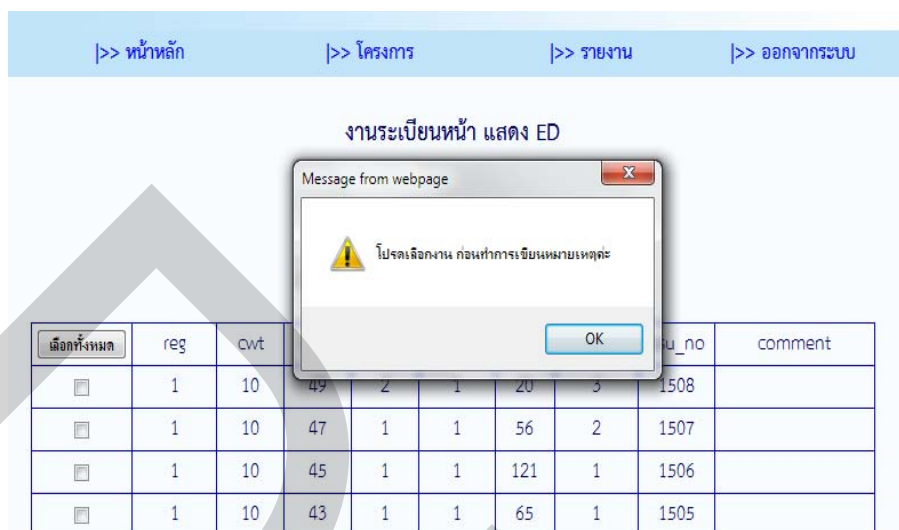 |>> หน้าหลัก |>> โครงการ |>> รายงาน |>> ออกจากระบบ
งานระเบียนหน้า แสดง ED
Message from webpage
โปรดเลือกงาน ก่อนทำการเขียนหมายเหตุค่ะ
OK
เลือกทั้งหมด reg cwt su_no comment
1 10 49 2 1 20 3 1508
1 10 47 1 1 56 2 1507
1 10 45 1 1 121 1 1506
1 10 43 1 1 65 1 1505